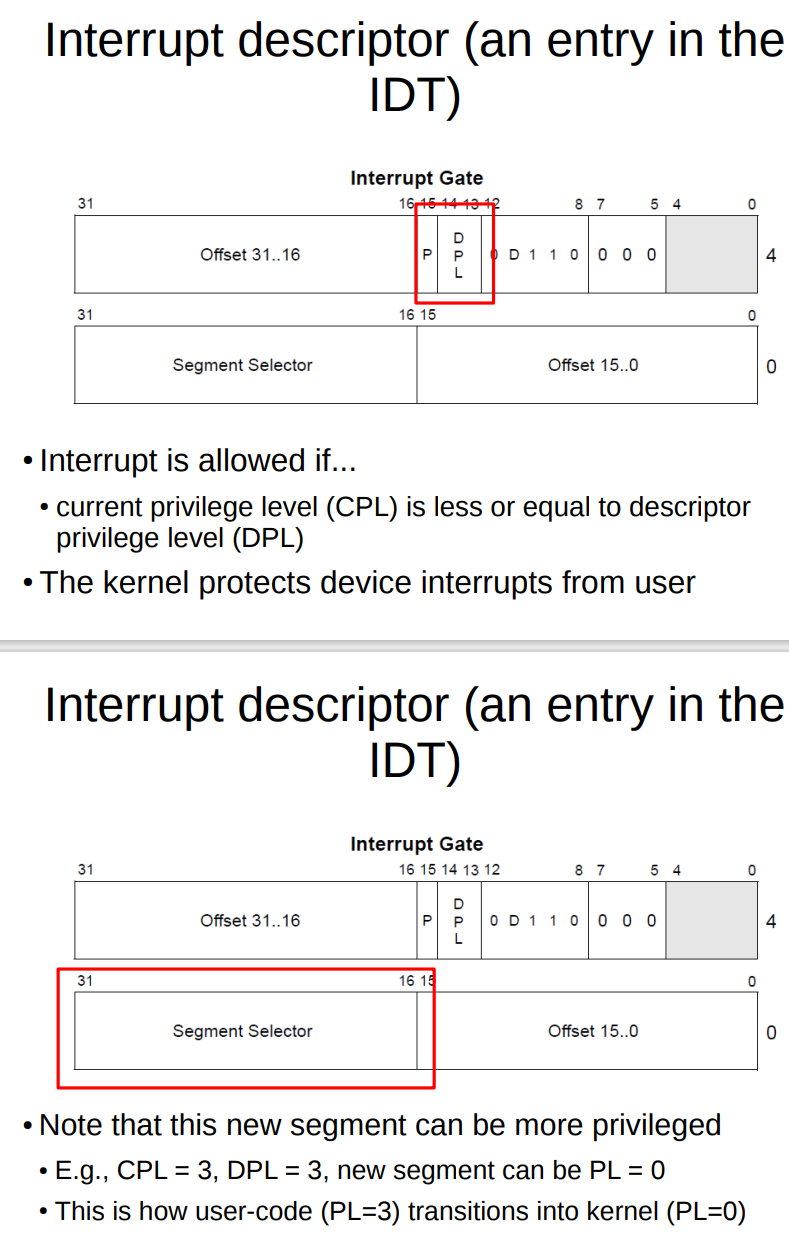 Interrupt descriptor (an entry in the
IDT)
Interrupt Gate
31 16 15 14 13 12 8 7 5 4 0
Offset 31..16 P DPL 0 D 1 1 0 0 0 0 4
31 16 15 0
Segment Selector Offset 15..0 0
• Interrupt is allowed if...
• current privilege level (CPL) is less or equal to descriptor
privilege level (DPL)
• The kernel protects device interrupts from user
Interrupt descriptor (an entry in the
IDT)
Interrupt Gate
31 16 15 14 13 12 8 7 5 4 0
Offset 31..16 P DPL 0 D 1 1 0 0 0 0 4
31 16 15 0
Segment Selector Offset 15..0 0
• Note that this new segment can be more privileged
• E.g., CPL = 3, DPL = 3, new segment can be PL = 0
• This is how user-code (PL=3) transitions into kernel (PL=0)